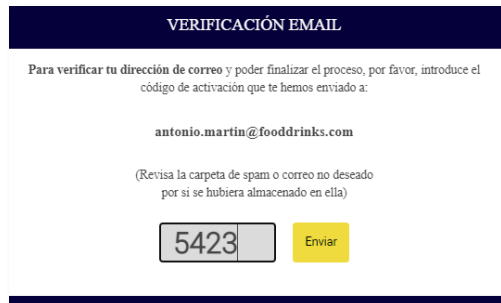 VERIFICACIÓN EMAIL
Para verificar tu dirección de correo y poder finalizar el proceso, por favor, introduce el
código de activación que te hemos enviado a:
antonio.martin@fooddrinks.com
(Revisa la carpeta de spam o correo no deseado
por si se hubiera almacenado en ella)
5423
Enviar